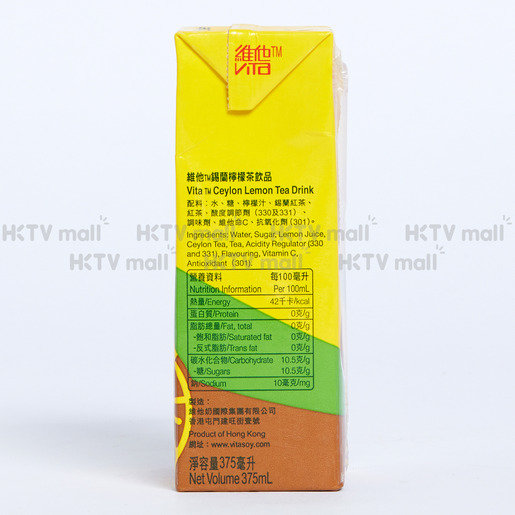 維他™
VITA
維他™錫蘭檸檬茶飲品
Vita™ Ceylon Lemon Tea Drink
配料：水、糖、檸檬汁、錫蘭紅茶、
紅茶、酸度調節劑（330及331）、
調味劑、維他命C、抗氧化劑(301)。
Ingredients: Water, Sugar, Lemon Juice,
Ceylon Tea, Tea, Acidity Regulator (330
and 331), Flavouring, Vitamin C,
Antioxidant (301).
營養資料 每100毫升
Nutrition Information Per 100mL
熱量/Energy 42千卡/kcal
蛋白質/Protein 0克/g
脂肪總量/Fat, total 0克/g
-飽和脂肪/Saturated fat 0克/g
-反式脂肪/Trans fat 0克/g
碳水化合物/Carbohydrate 10.5克/g
-糖/Sugars 10.5克/g
鈉/Sodium 10毫克/mg
製造：
維他奶國際集團有限公司
香港屯門建旺街壹號
Product of Hong Kong
網址：www.vitasoy.com
淨容量375毫升
Net Volume 375mL
HKTV mall HKTV mall HKTV mall HKTV mall
HKTV mall HKTV mall HKTV mall